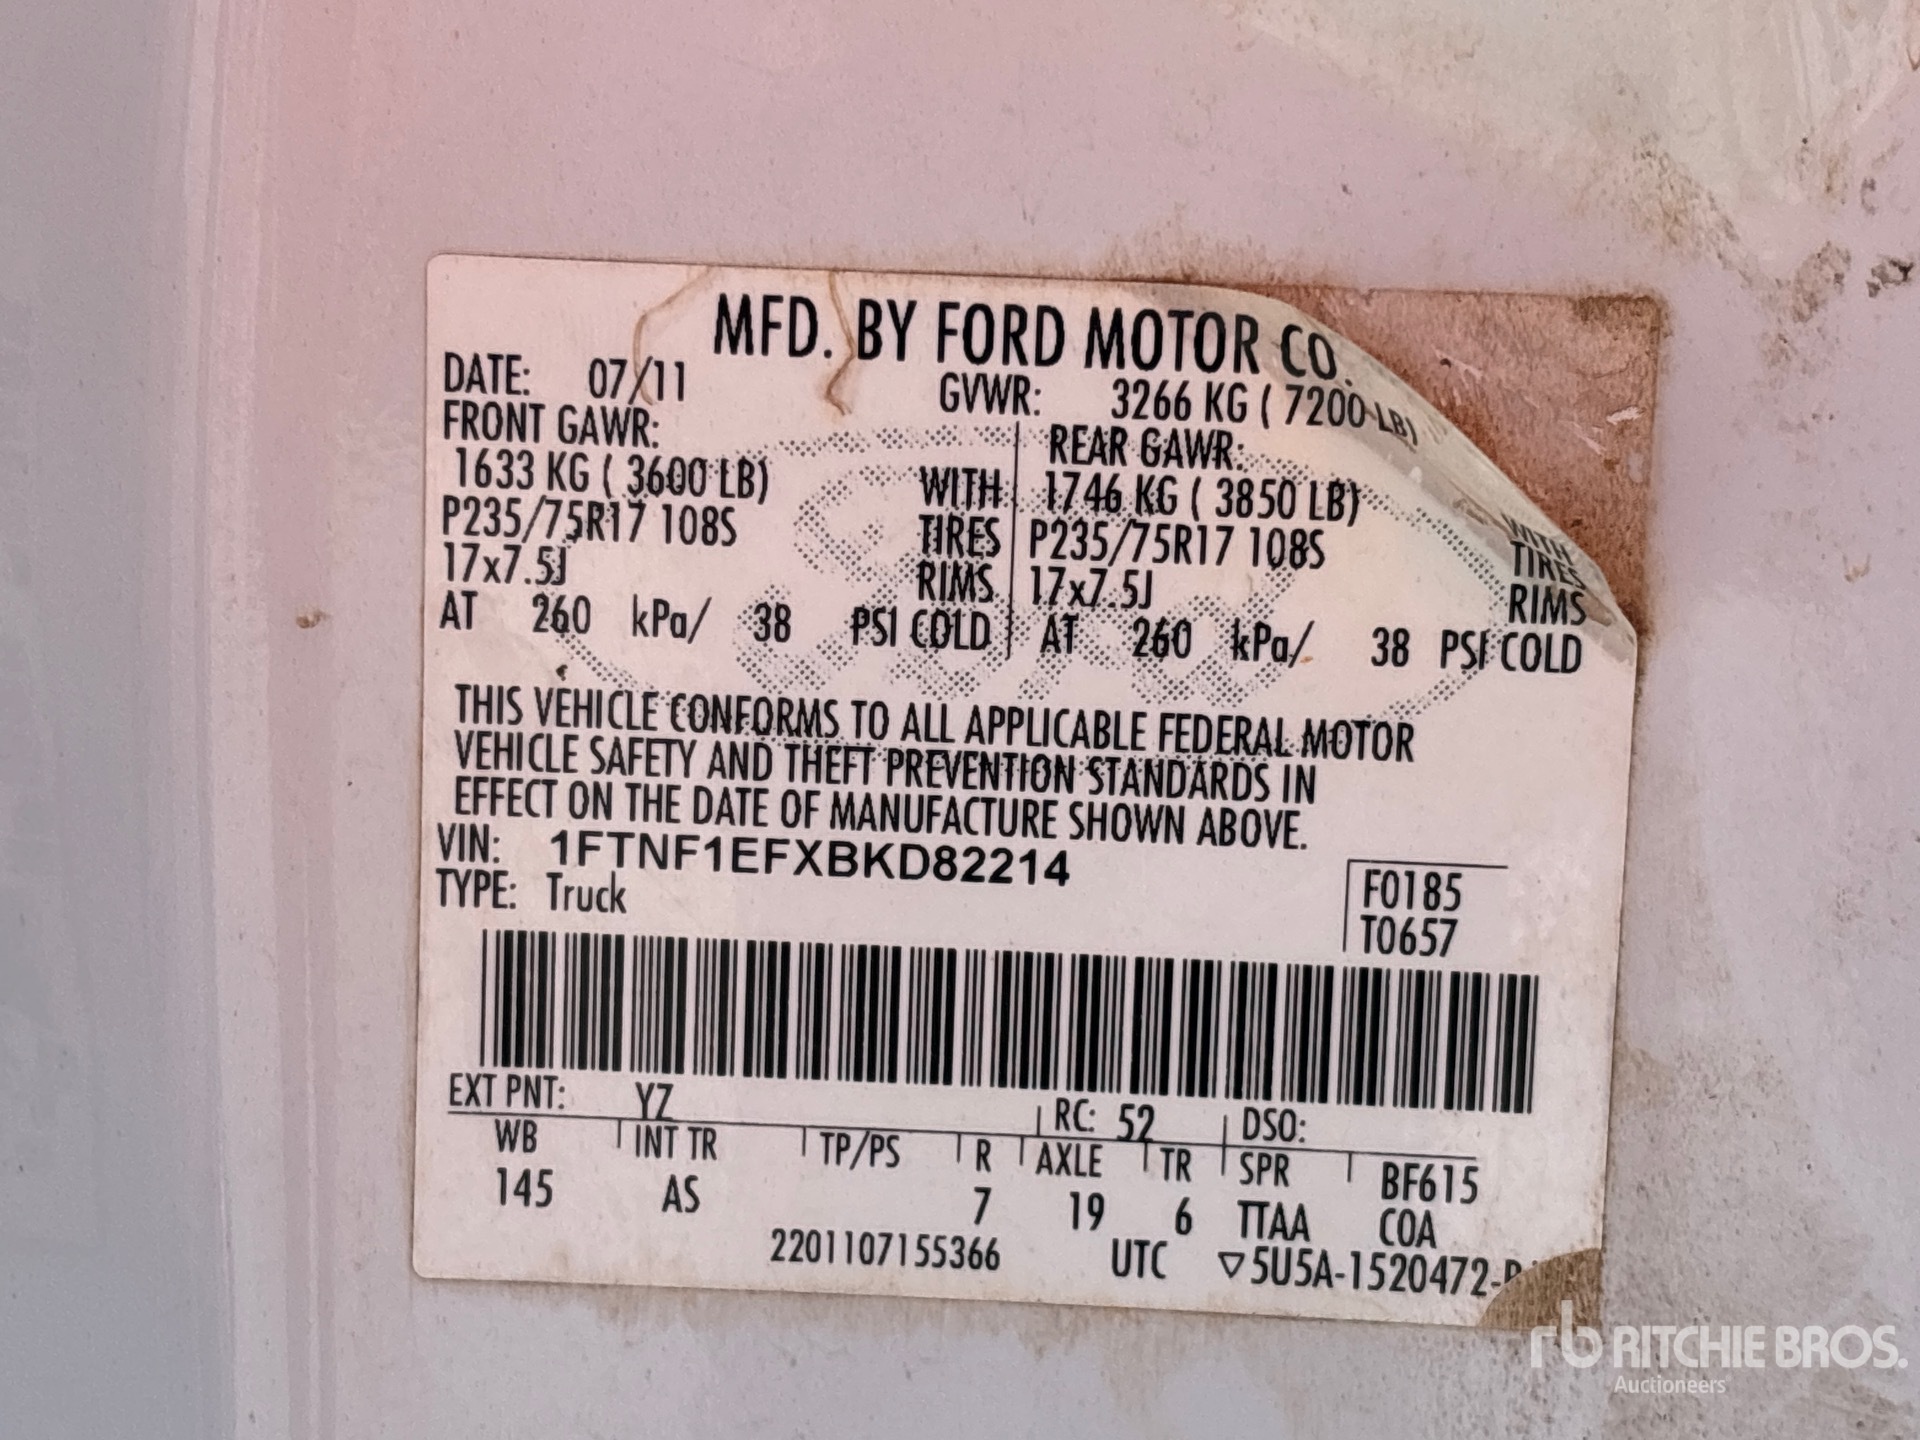 MFD. BY FORD MOTOR CO.
DATE: 07/11 GVWR: 3266 KG ( 7200 LB)
FRONT GAWR: REAR GAWR:
1633 KG ( 3600 LB) WITH 1746 KG ( 3850 LB) WITH
P235/75R17 108S TIRES P235/75R17 108S TIRES
17x7.5J RIMS 17x7.5J RIMS
AT 260 kPa/ 38 PSI COLD AT 260 kPa/ 38 PSI COLD
THIS VEHICLE CONFORMS TO ALL APPLICABLE FEDERAL MOTOR
VEHICLE SAFETY AND THEFT PREVENTION STANDARDS IN
EFFECT ON THE DATE OF MANUFACTURE SHOWN ABOVE.
VIN: 1FTNF1EFXBKD82214
TYPE: Truck
F0185
T0657
EXT PNT: YZ RC: 52 DSO:
WB INT TR TP/PS R AXLE TR SPR BF615
145 AS 7 19 6 TTAA COA
2201107155366 UTC ▽5U5A-1520472-
rb RITCHIE BROS.
Auctioneers